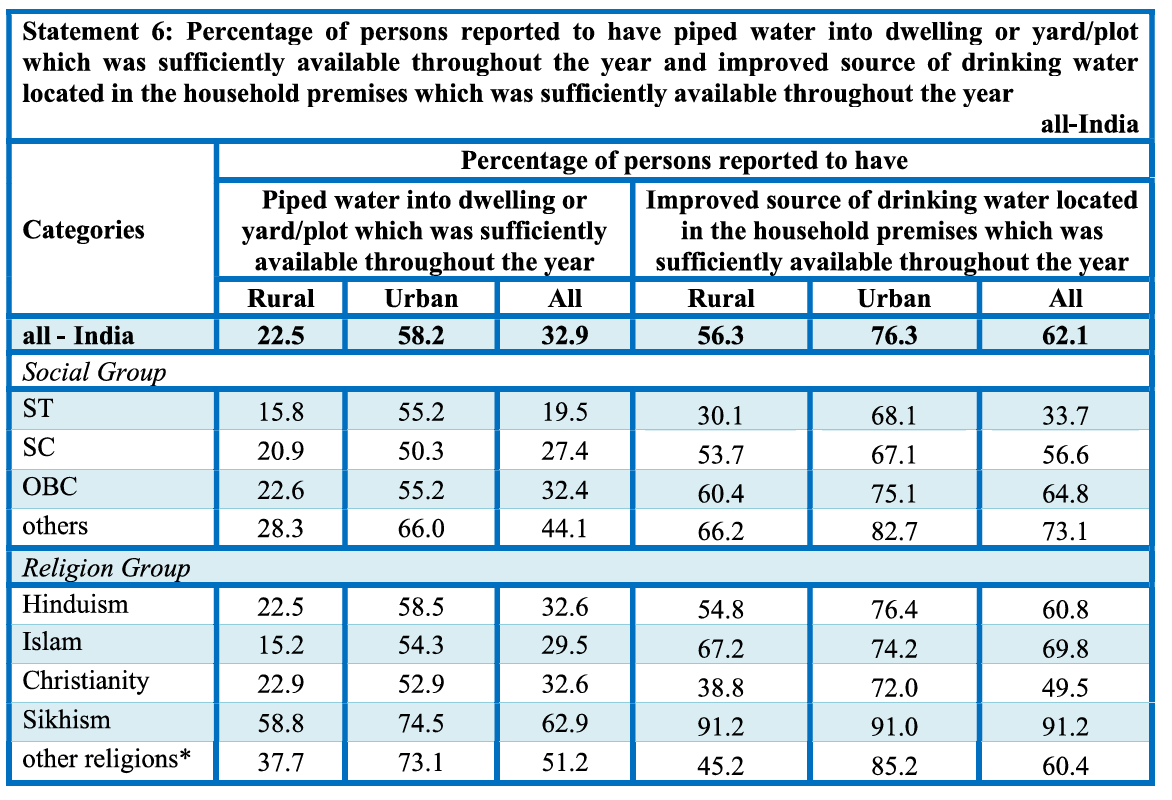 Statement 6: Percentage of persons reported to have piped water into dwelling or yard/plot
which was sufficiently available throughout the year and improved source of drinking water
located in the household premises which was sufficiently available throughout the year
all-India
Categories
Percentage of persons reported to have
Piped water into dwelling or
yard/plot which was sufficiently
available throughout the year
Improved source of drinking water located
in the household premises which was
sufficiently available throughout the year
Rural Urban All Rural Urban All
all - India 22.5 58.2 32.9 56.3 76.3 62.1
Social Group
ST 15.8 55.2 19.5 30.1 68.1 33.7
SC 20.9 50.3 27.4 53.7 67.1 56.6
OBC 22.6 55.2 32.4 60.4 75.1 64.8
others 28.3 66.0 44.1 66.2 82.7 73.1
Religion Group
Hinduism 22.5 58.5 32.6 54.8 76.4 60.8
Islam 15.2 54.3 29.5 67.2 74.2 69.8
Christianity 22.9 52.9 32.6 38.8 72.0 49.5
Sikhism 58.8 74.5 62.9 91.2 91.0 91.2
other religions* 37.7 73.1 51.2 45.2 85.2 60.4